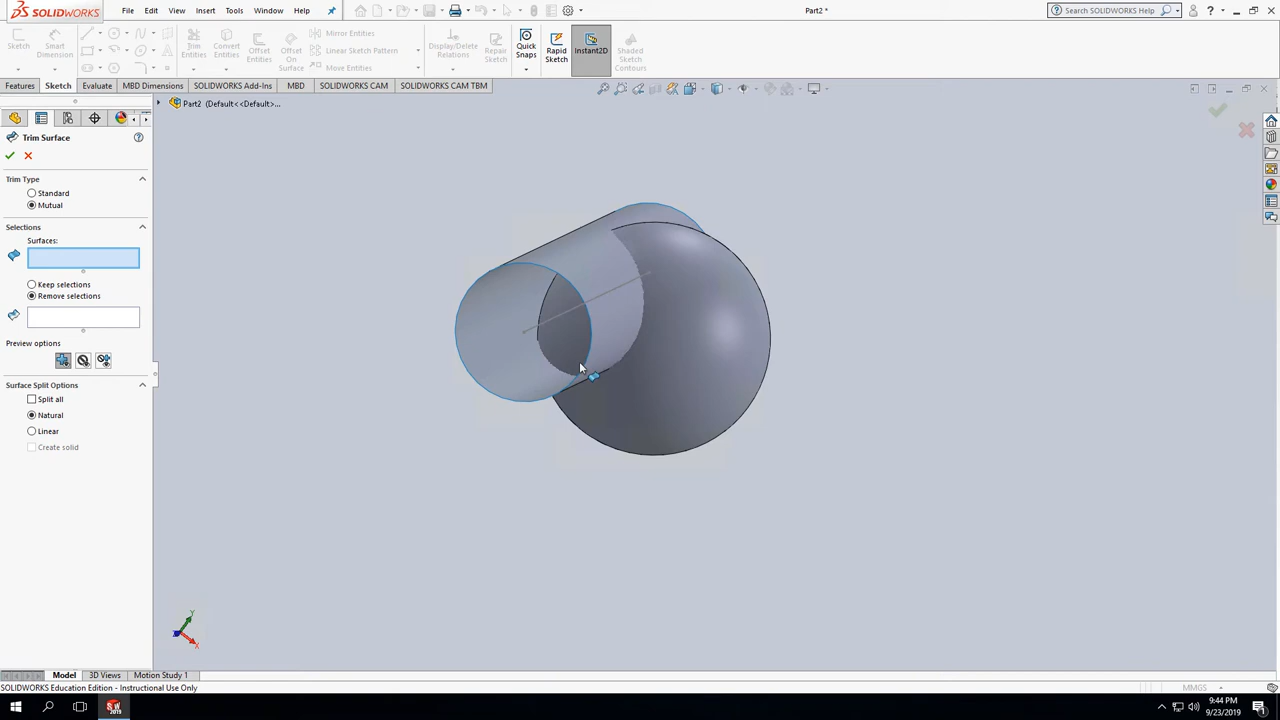 SOLIDWORKS
File Edit View Insert Tools Window Help
Part2 *
Search SOLIDWORKS Help
Sketch
Smart Dimension
Trim Entities
Convert Entities
Offset Entities
Offset On Surface
Mirror Entities
Linear Sketch Pattern
Move Entities
Display/Delete Relations
Repair Sketch
Quick Snaps
Rapid Sketch
Instant2D
Shaded Sketch Contours
Features Sketch Evaluate MBD Dimensions SOLIDWORKS Add-Ins MBD SOLIDWORKS CAM SOLIDWORKS CAM TBM
Part2 (Default<<Default>...
Trim Surface
Trim Type
Standard
Mutual
Selections
Surfaces:
Keep selections
Remove selections
Preview options
Surface Split Options
Split all
Natural
Linear
Create solid
Y
Z
X
Model 3D Views Motion Study 1
SOLIDWORKS Education Edition - Instructional Use Only
MMGS
SW
2019
9:44 PM
9/23/2019
1